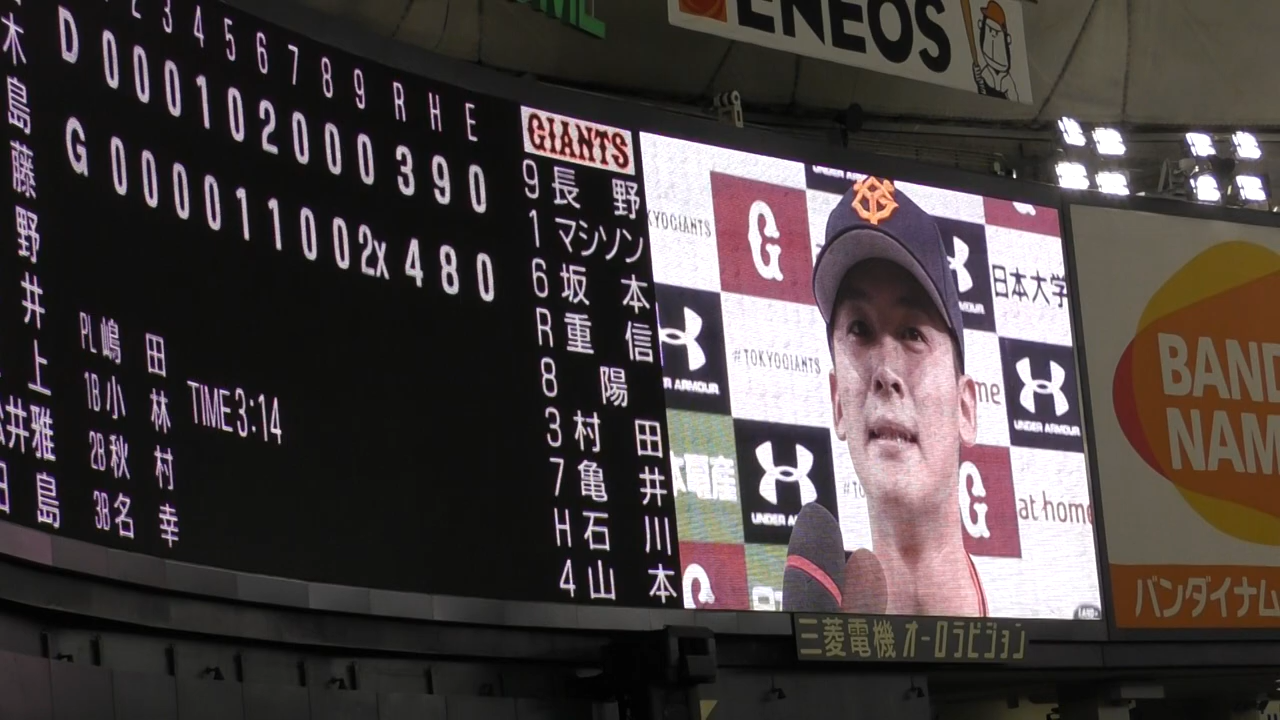 ENEOS
2 3 4 5 6 7 8 9 R H E
D 0 0 0 1 0 2 0 0 0 3 9 0
G 0 0 0 0 1 1 0 0 2x 4 8 0
木
島
藤
野
井
上
井雅
島
PL 嶋田
1B 小林
2B 秋村
3B 名幸
TIME 3:14
GIANTS
9 長野
1 マシソン
6 坂本
R 重信
8 陽
3 村田
7 亀井
H 石川
4 山本
UNDER ARMOUR
G
日本大学
#TOKYOGIANTS
UNDER ARMOUR
UNDER ARMOUR
G
at home
三菱電機 オーロラビジョン
BAND
NAM
バンダイナム